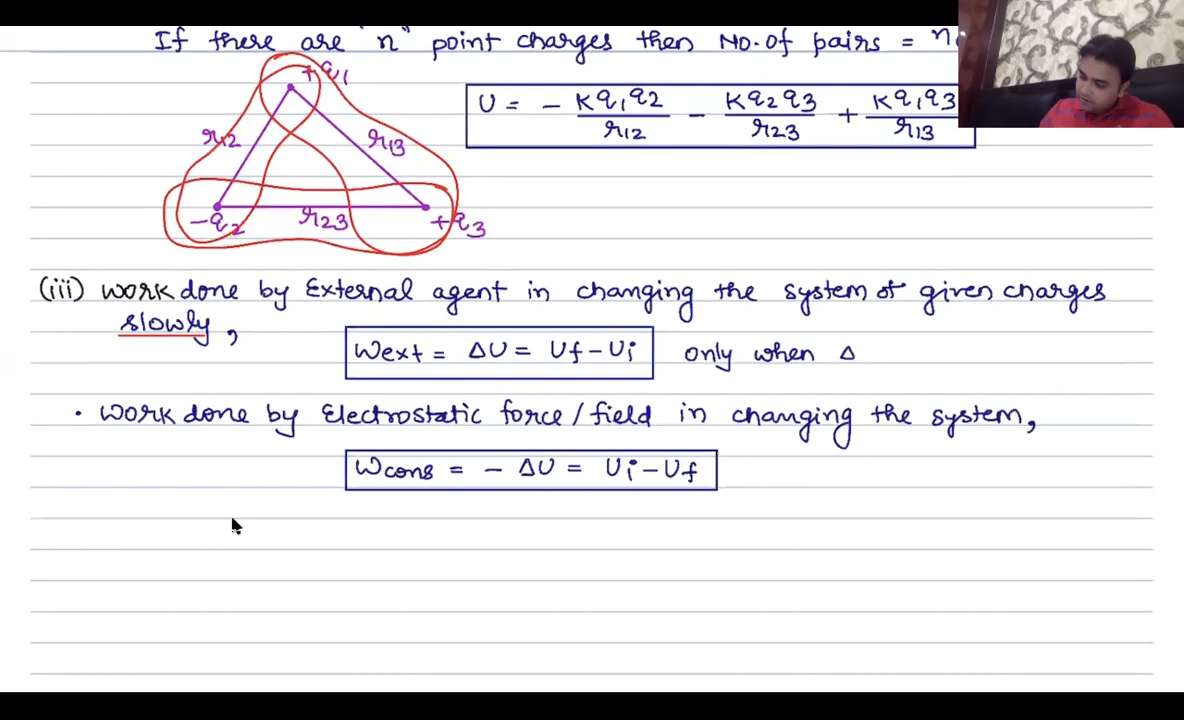 If there are "n" point charges then No. of pairs =
+q1
U = - Kq1q2/r12 - Kq2q3/r23 + Kq1q3/r13
r12
r13
-q2
r23
+q3
(iii) work done by External agent in changing the system of given charges
slowly,
Wext = ΔU = Uf - Ui only when Δ
• Work done by Electrostatic force/field in changing the system,
Wcons = - ΔU = Ui - Uf